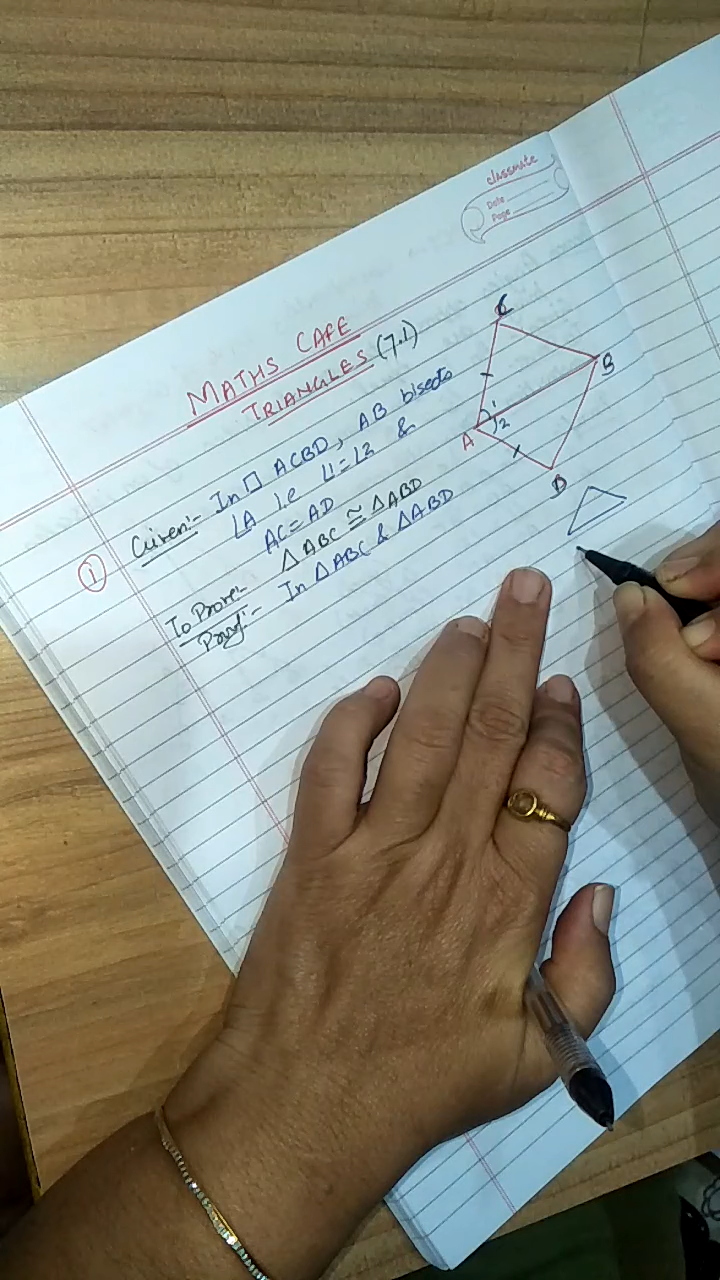 classmate
Date
Page
MATHS CAFE
TRIANGLES (7.1)
① Given:- In □ ACBD, AB bisects
∠A i.e ∠1=∠2 &
AC=AD
To Prove:- △ABC ≅ △ABD
Proof:- In △ABC & △ABD
C
B
A
1
2
D